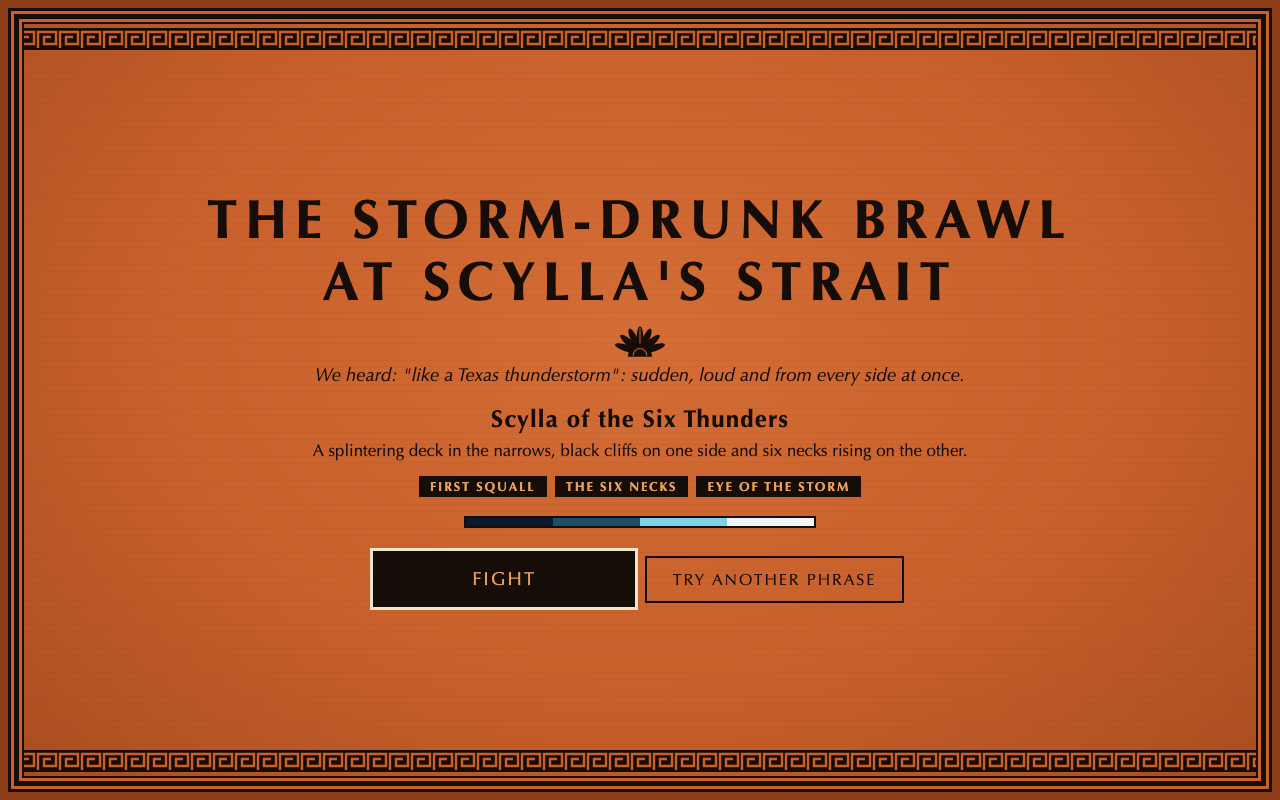 THE STORM-DRUNK BRAWL
AT SCYLLA'S STRAIT
We heard: "like a Texas thunderstorm": sudden, loud and from every side at once.
Scylla of the Six Thunders
A splintering deck in the narrows, black cliffs on one side and six necks rising on the other.
FIRST SQUALL THE SIX NECKS EYE OF THE STORM
FIGHT TRY ANOTHER PHRASE